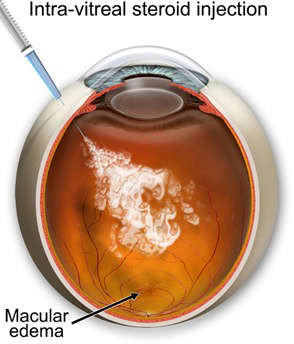 Intra-vitreal steroid injection
Macular
edema